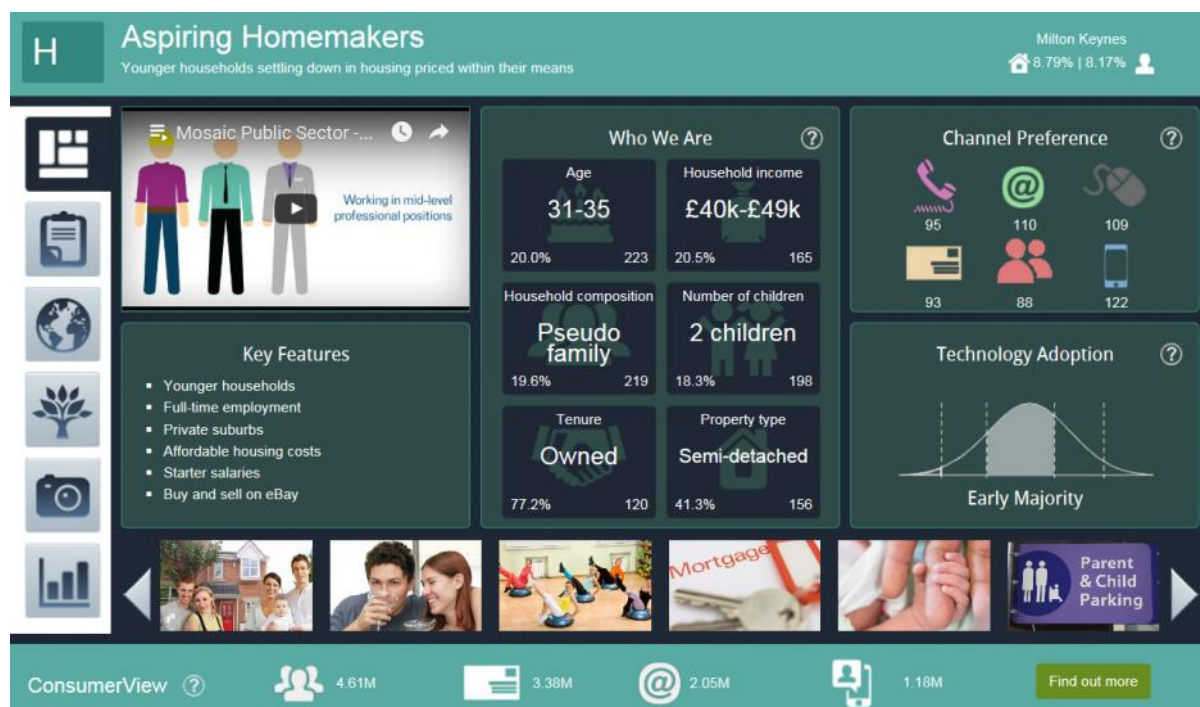 H
Aspiring Homemakers
Younger households settling down in housing priced within their means
Milton Keynes
8.79% | 8.17%
Mosaic Public Sector -...
Working in mid-level
professional positions
Key Features
Younger households
Full-time employment
Private suburbs
Affordable housing costs
Starter salaries
Buy and sell on eBay
Who We Are ?
Age
31-35
20.0% 223
Household income
£40k-£49k
20.5% 165
Household composition
Pseudo
family
19.6% 219
Number of children
2 children
18.3% 198
Tenure
Owned
77.2% 120
Property type
Semi-detached
41.3% 156
Channel Preference ?
@
95 110 109
93 88 122
Technology Adoption ?
Early Majority
Mortgage
Parent
& Child
Parking
ConsumerView ? 4.61M 3.38M @ 2.05M 1.18M Find out more